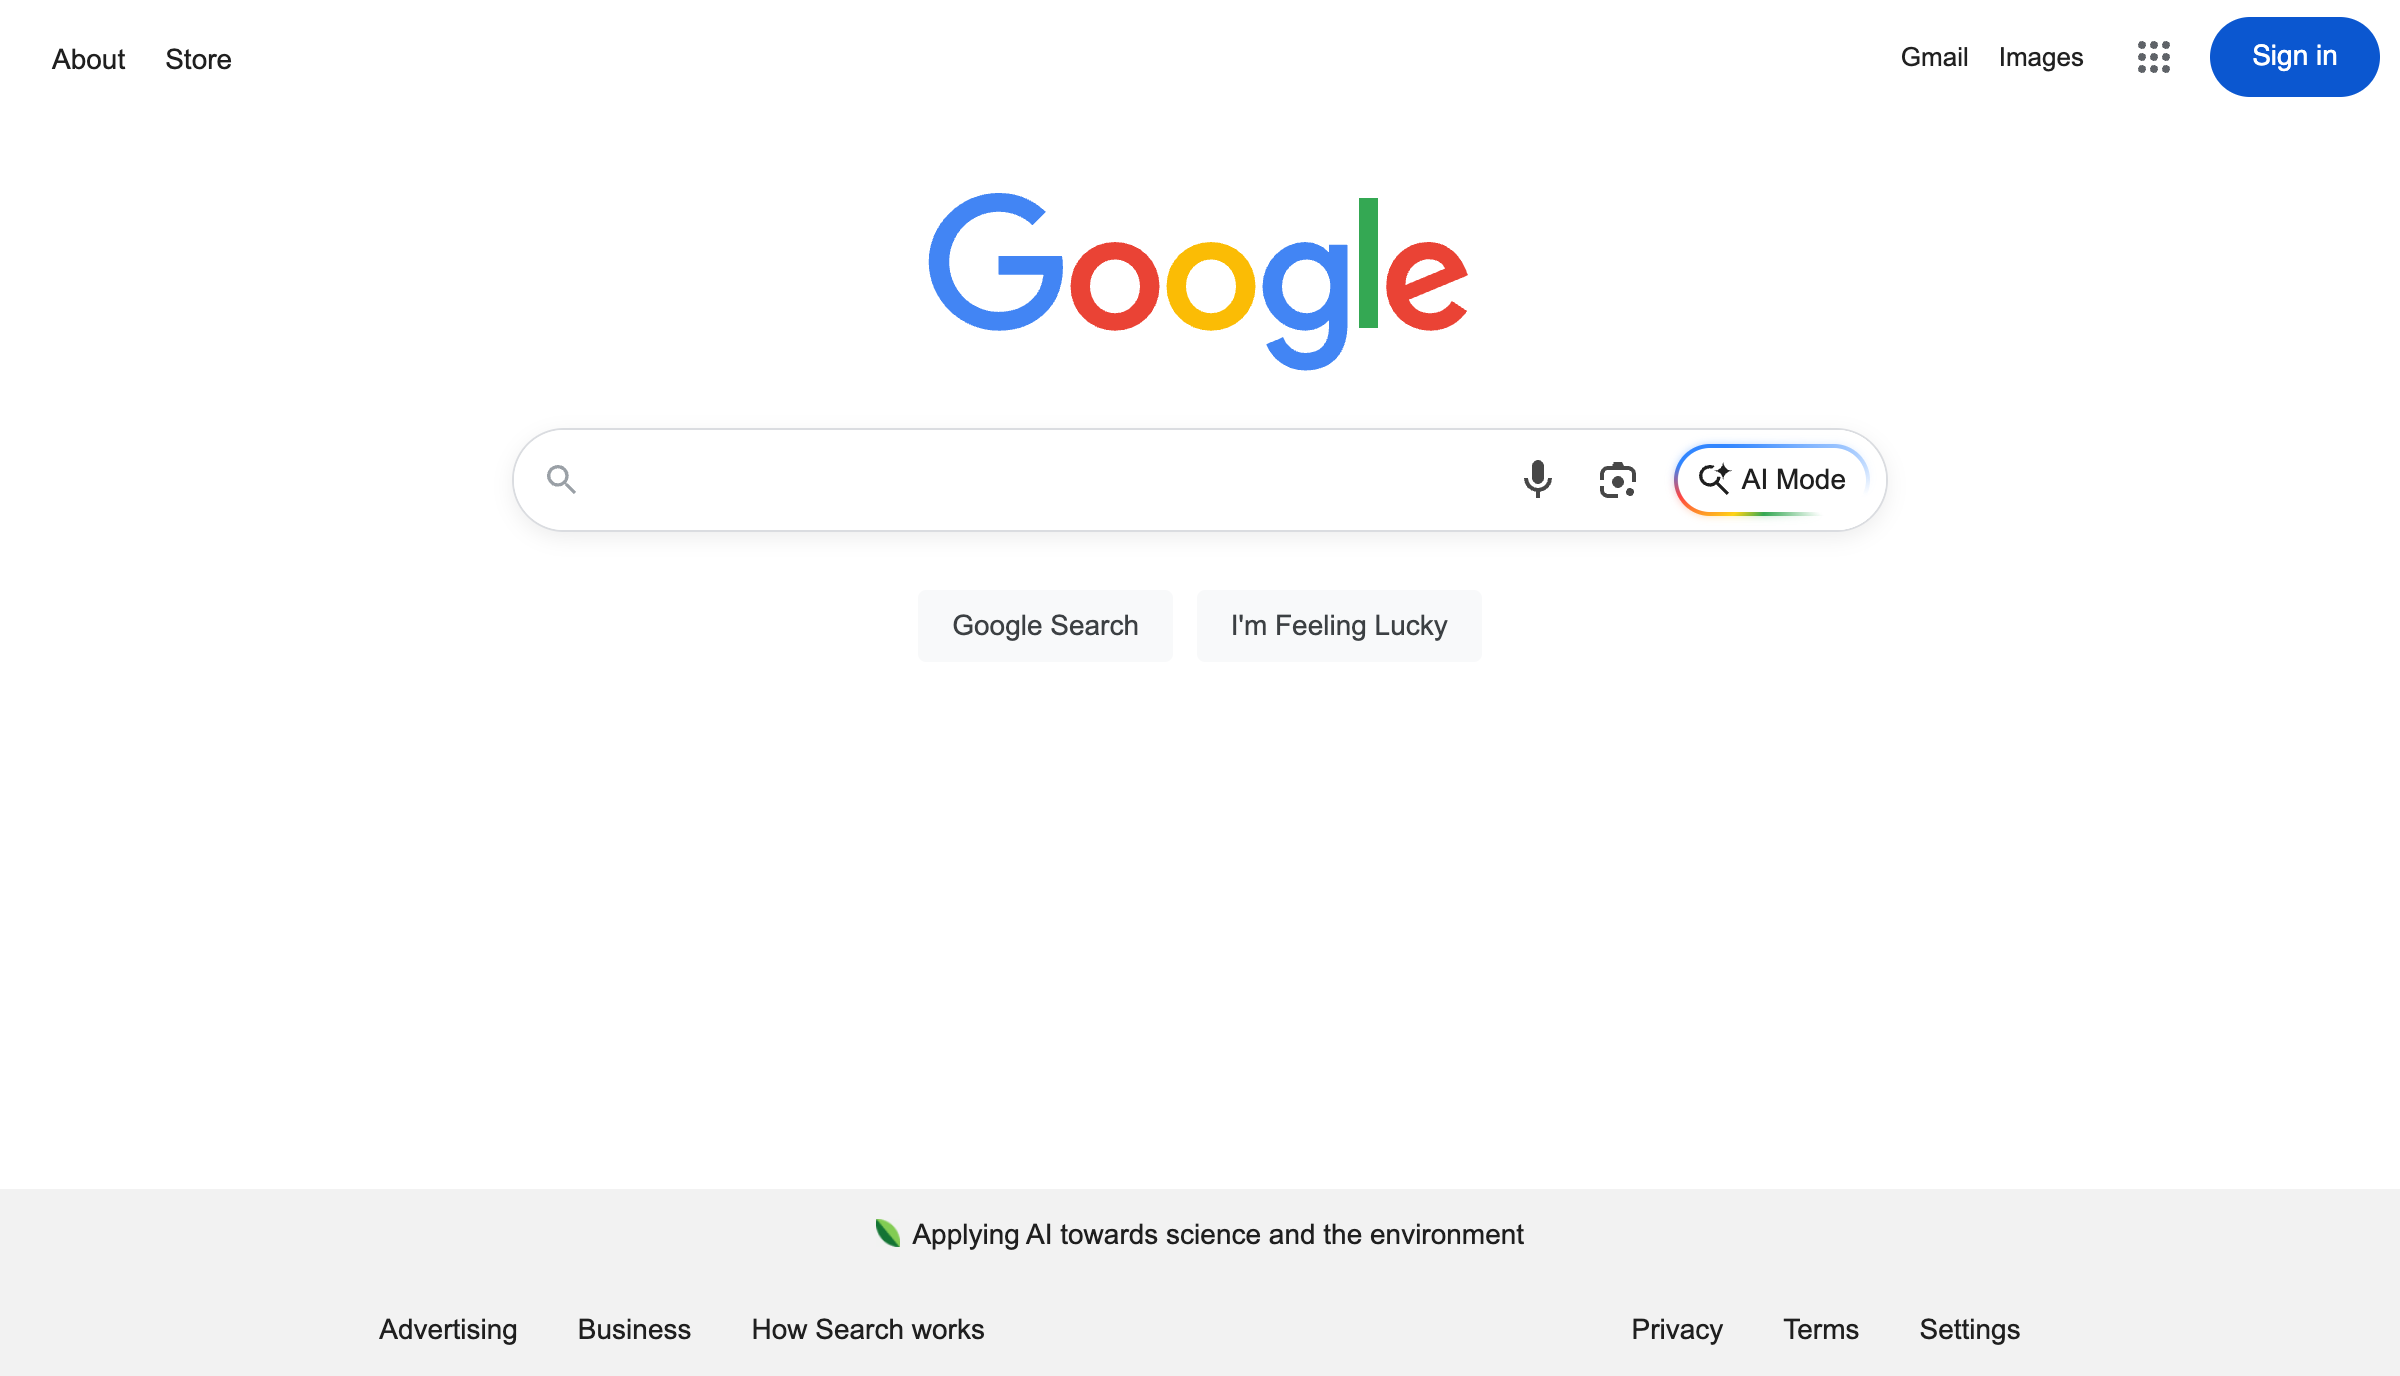 About Store Gmail Images Sign in
Google
AI Mode
Google Search I'm Feeling Lucky
Applying AI towards science and the environment
Advertising Business How Search works Privacy Terms Settings